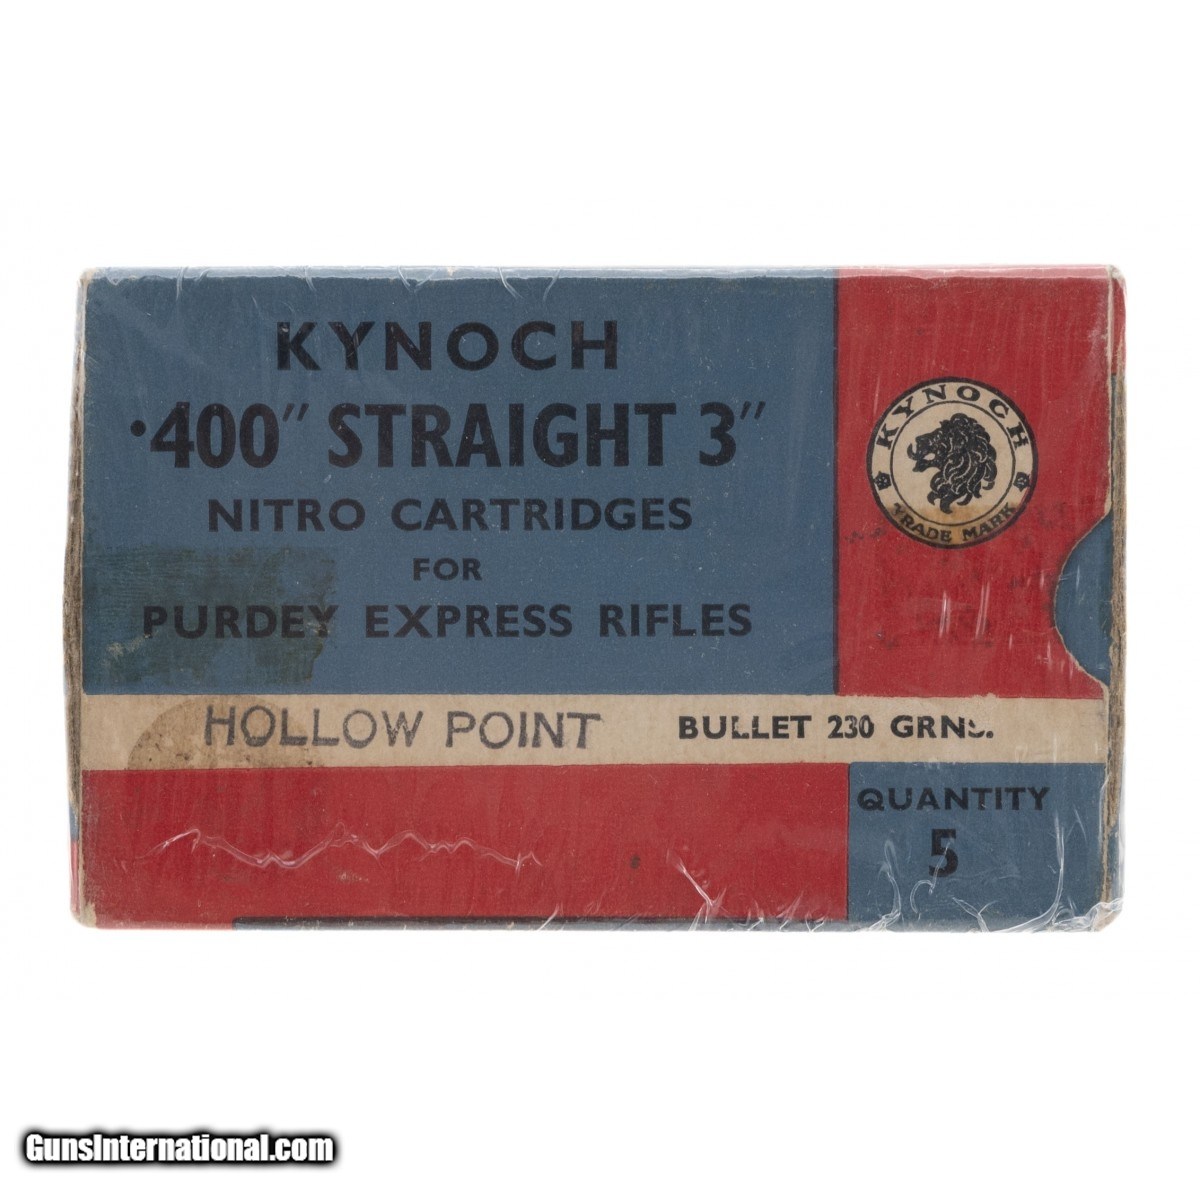 KYNOCH
·400" STRAIGHT 3"
NITRO CARTRIDGES
FOR
PURDEY EXPRESS RIFLES
KYNOCH
TRADE MARK
HOLLOW POINT BULLET 230 GRNS.
QUANTITY
5
GunsInternational.com